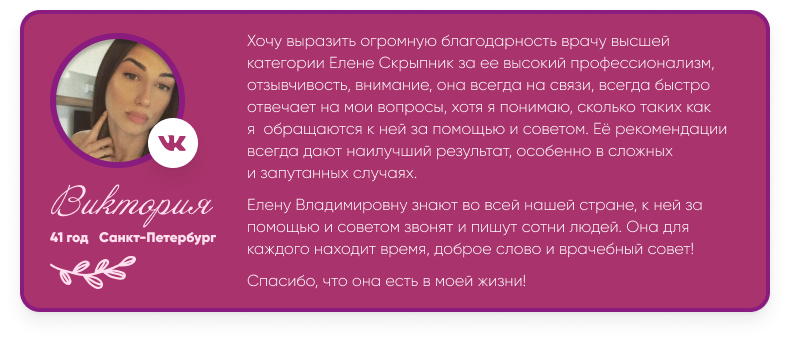 Хочу выразить огромную благодарность врачу высшей
категории Елене Скрыпник за ее высокий профессионализм,
отзывчивость, внимание, она всегда на связи, всегда быстро
отвечает на мои вопросы, хотя я понимаю, сколько таких как
я обращаются к ней за помощью и советом. Её рекомендации
всегда дают наилучший результат, особенно в сложных
и запутанных случаях.
Елену Владимировну знают во всей нашей стране, к ней за
помощью и советом звонят и пишут сотни людей. Она для
каждого находит время, доброе слово и врачебный совет!
Спасибо, что она есть в моей жизни!
Виктория
41 год Санкт-Петербург